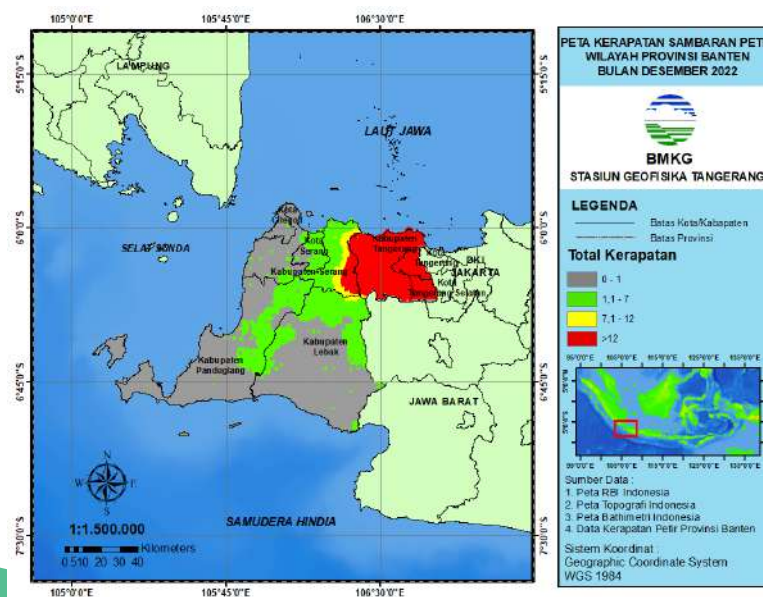 105°0'0"E 105°45'0"E 106°30'0"E
5°15'0"S
6°0'0"S
6°45'0"S
7°30'0"S
LAMPUNG
LAUT JAWA
SELAT SUNDA
Kota
Cilegon
Kota
Serang
Kabupaten Serang
Kabupaten
Tangerang
Kota
Tangerang
DKI
JAKARTA
Kota
Tangerang Selatan
Kabupaten
Lebak
Kabupaten
Pandeglang
JAWA BARAT
SAMUDERA HINDIA
N
W E
S
1:1.500.000
0 5 10 20 30 40 Kilometers
105°0'0"E 105°45'0"E 106°30'0"E
5°15'0"S
6°0'0"S
6°45'0"S
7°30'0"S
PETA KERAPATAN SAMBARAN PET
WILAYAH PROVINSI BANTEN
BULAN DESEMBER 2022
BMKG
STASIUN GEOFISIKA TANGERANG
LEGENDA
Batas Kota/Kabapaten
Batas Provinsi
Total Kerapatan
0 - 1
1,1 - 7
7,1 - 12
>12
Sumber Data :
1. Peta RBI Indonesia
2. Peta Topografi Indonesia
3. Peta Bathimetri Indonesia
4. Data Kerapatan Petir Provinsi Banten
Sistem Koordinat :
Geographic Coordinate System
WGS 1984